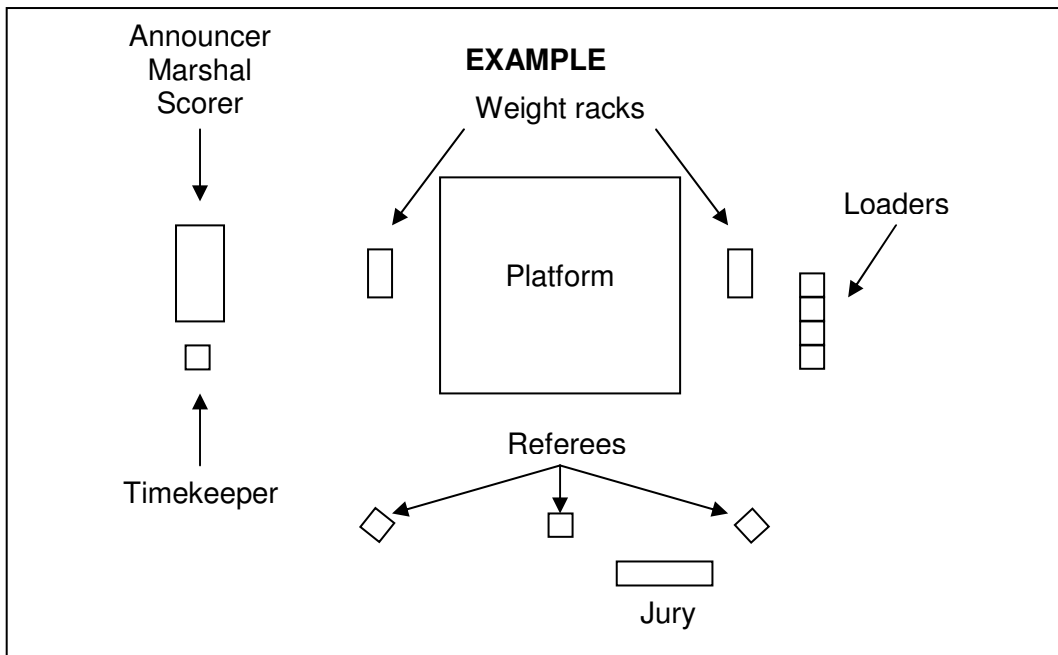 Announcer
Marshal
Scorer
EXAMPLE
Weight racks
Loaders
Platform
Referees
Timekeeper
Jury